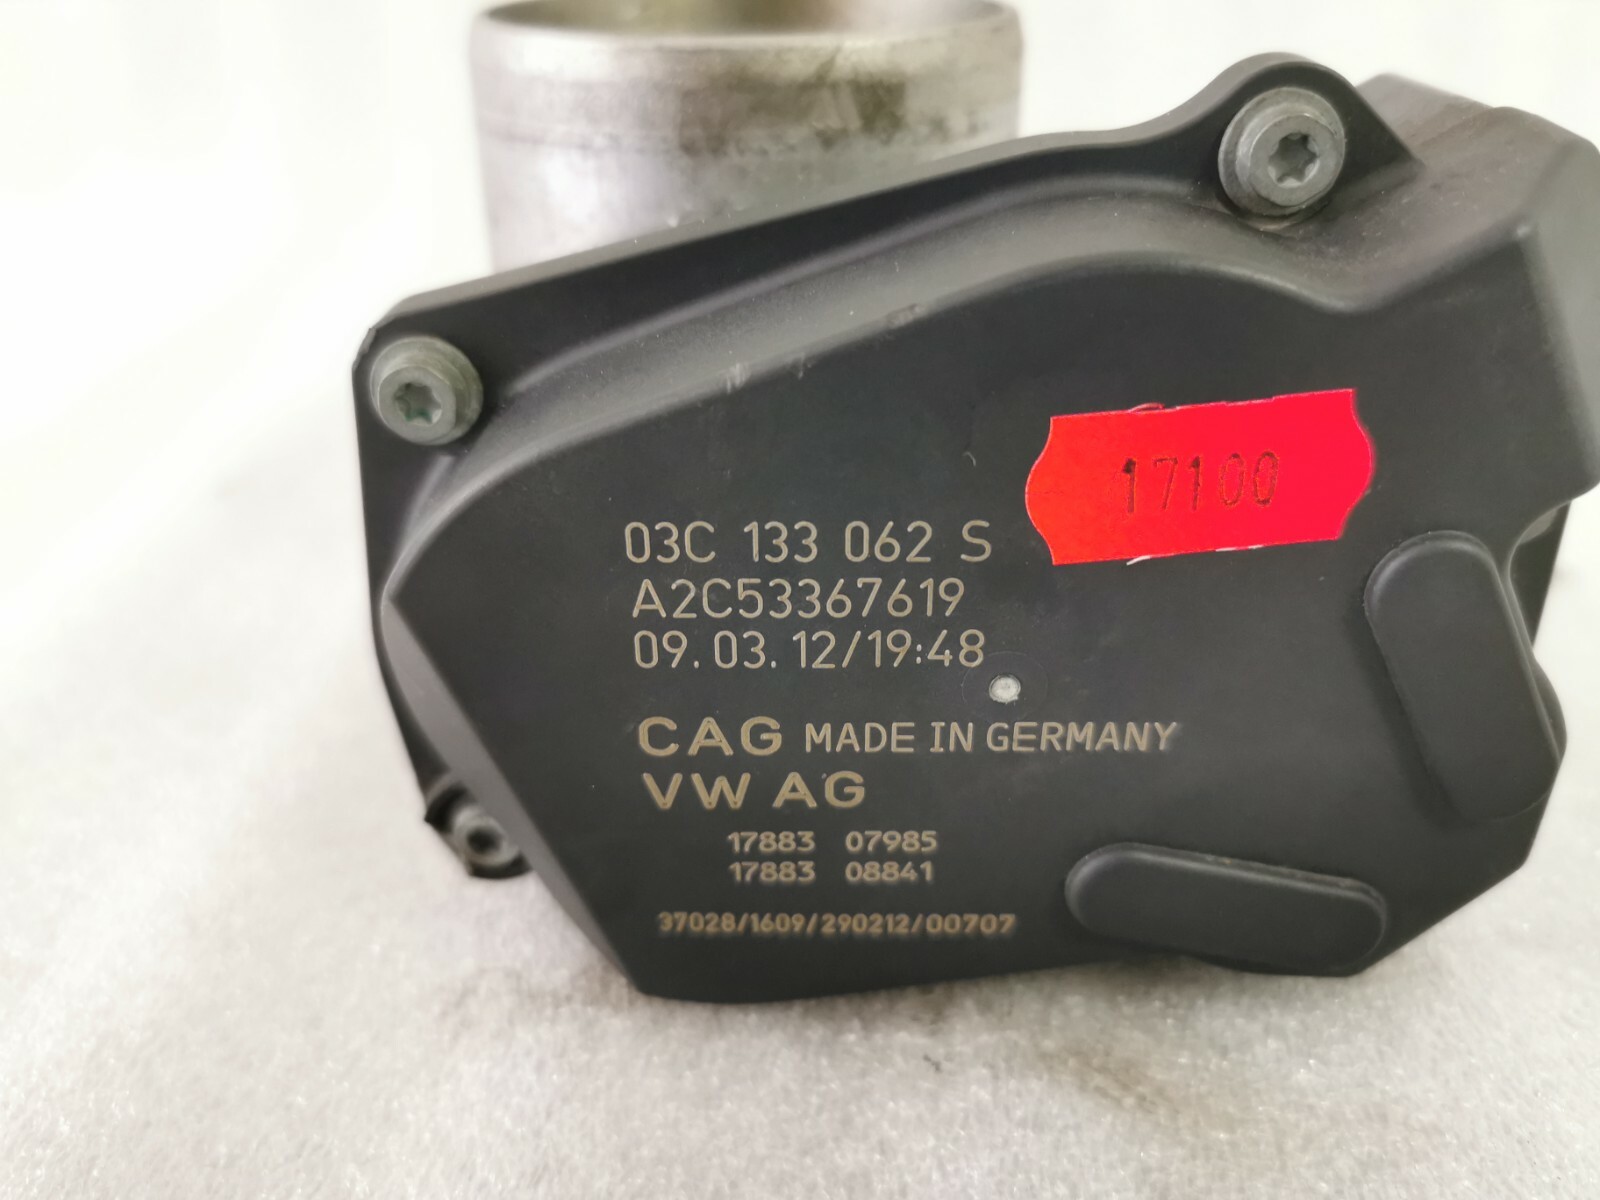 17100
03C 133 062 S
A2C53367619
09.03.12/19:48
CAG MADE IN GERMANY
VW AG
17883 07985
17883 08841
37028/1609/290212/00707